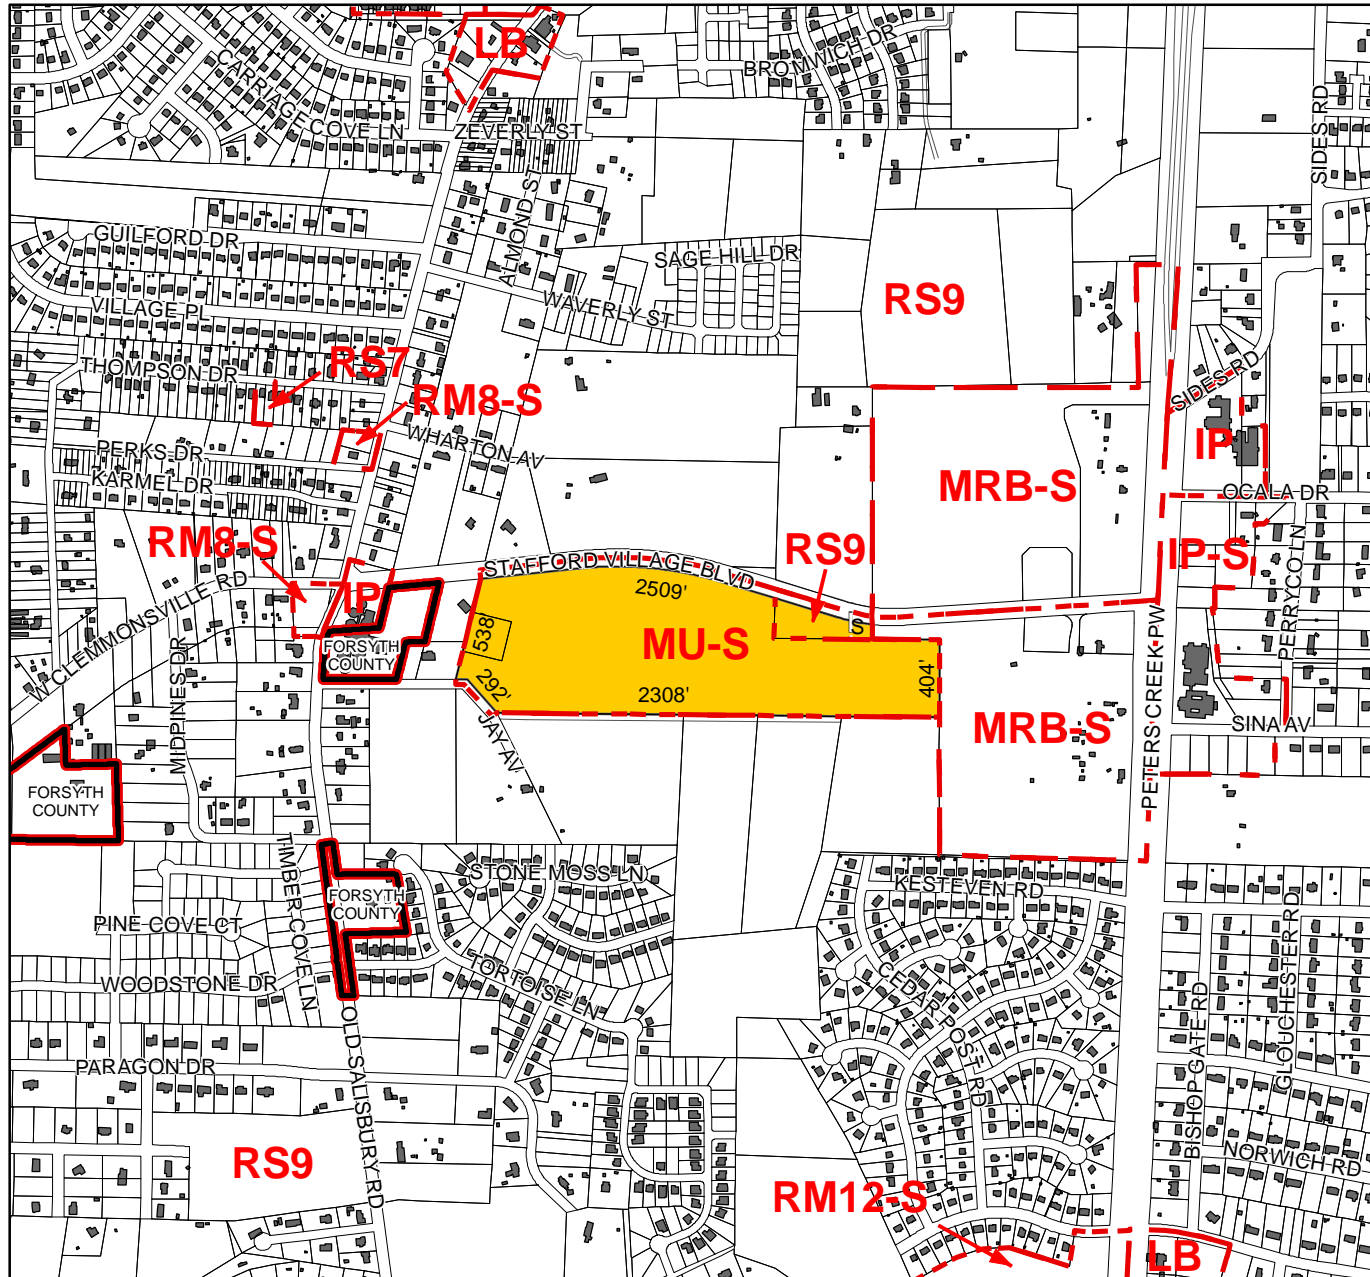 LB
BROMWICH DR
CARRIAGE COVE LN
ZEVERLY ST
SIDES RD
ALMOND ST
GUILFORD DR
SAGE HILL DR
VILLAGE PL
WAVERLY ST
RS9
THOMPSON DR
RS7
RM8-S
SIDES RD
WHARTON AV
PERKS DR
KARMEL DR
IP
MRB-S
OCALA DR
RM8-S
RS9
IP-S
STAFFORD VILLAGE BLVD
W CLEMMONSVILLE RD
IP
2509'
PERRYCO LN
S
538'
MU-S
FORSYTH
COUNTY
MIDPINES DR
292'
2308'
404'
JAY AV
MRB-S
PETERS CREEK PW
SINA AV
FORSYTH
COUNTY
TIMBER COVE LN
STONE MOSS LN
KESTEVEN RD
FORSYTH
COUNTY
PINE COVE CT
GLOUCHESTER RD
WOODSTONE DR
TORTOISE LN
CEDAR POST RD
BISHOP GATE RD
OLD SALISBURY RD
PARAGON DR
RS9
NORWICH RD
RM12-S
LB